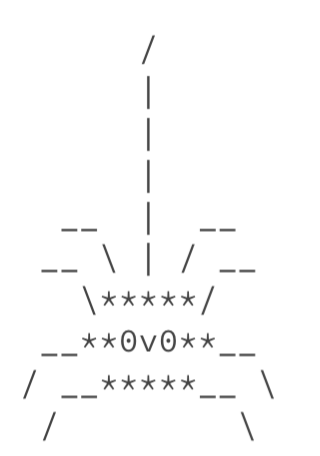 /
      |
      |
      |
      |
  __  |  __
 __ \ | / __
   \*****/
 __**0v0**__
/ __*****__ \
 /         \